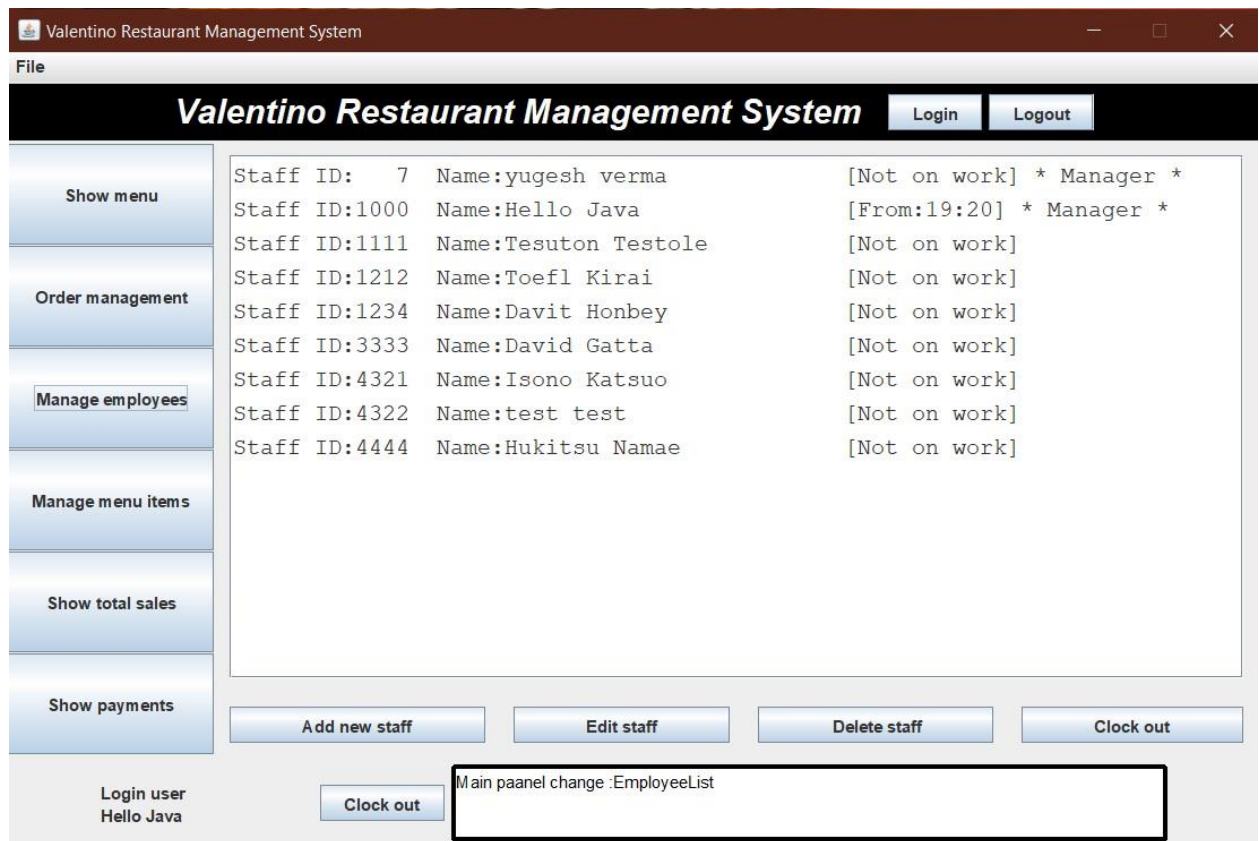 Valentino Restaurant Management System
File
Valentino Restaurant Management System Login Logout
Show menu
Order management
Manage employees
Manage menu items
Show total sales
Show payments
Staff ID:   7  Name:yugesh verma             [Not on work] * Manager *
Staff ID:1000  Name:Hello Java               [From:19:20] * Manager *
Staff ID:1111  Name:Tesuton Testole          [Not on work]
Staff ID:1212  Name:Toefl Kirai              [Not on work]
Staff ID:1234  Name:Davit Honbey             [Not on work]
Staff ID:3333  Name:David Gatta              [Not on work]
Staff ID:4321  Name:Isono Katsuo             [Not on work]
Staff ID:4322  Name:test test                [Not on work]
Staff ID:4444  Name:Hukitsu Namae            [Not on work]
Add new staff Edit staff Delete staff Clock out
Login user
Hello Java
Clock out
Main paanel change :EmployeeList